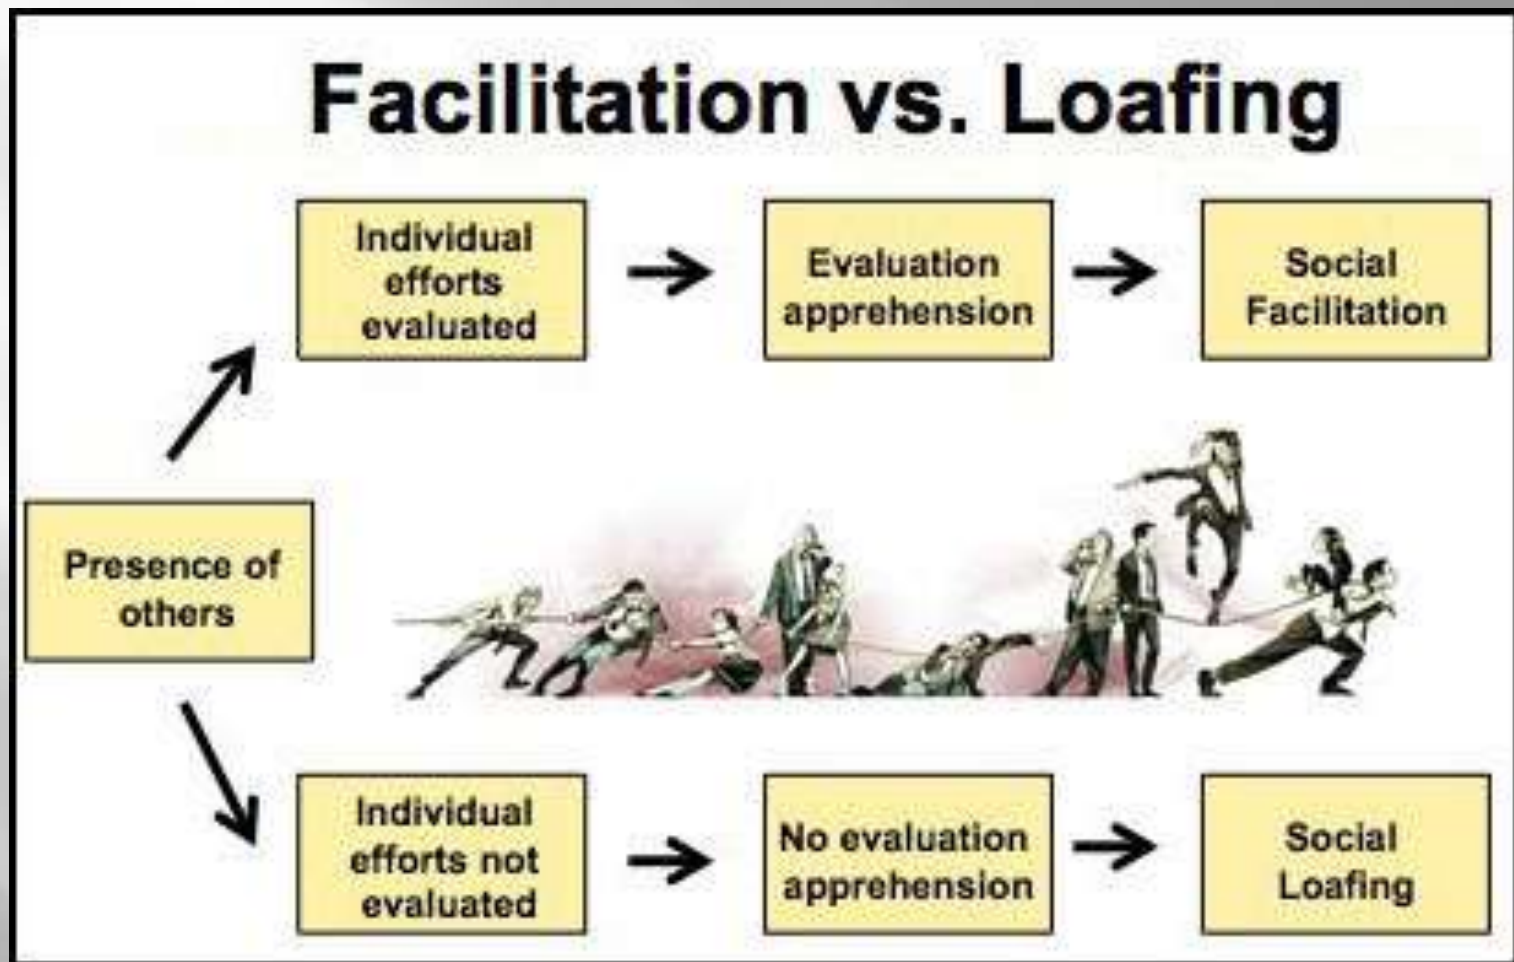 Facilitation vs. Loafing
Individual
efforts
evaluated
Evaluation
apprehension
Social
Facilitation
Presence of
others
Individual
efforts not
evaluated
No evaluation
apprehension
Social
Loafing